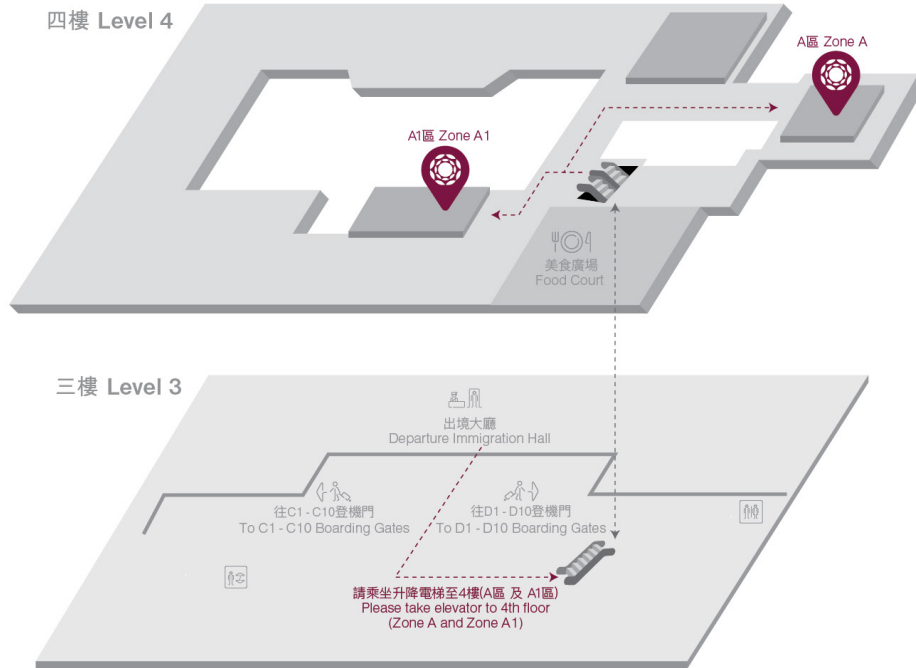 四樓 Level 4
A區 Zone A
A1區 Zone A1
美食廣場
Food Court
三樓 Level 3
出境大廳
Departure Immigration Hall
往C1 - C10登機門
To C1 - C10 Boarding Gates
往D1 - D10登機門
To D1 - D10 Boarding Gates
請乘坐升降電梯至4樓(A區 及 A1區)
Please take elevator to 4th floor
(Zone A and Zone A1)